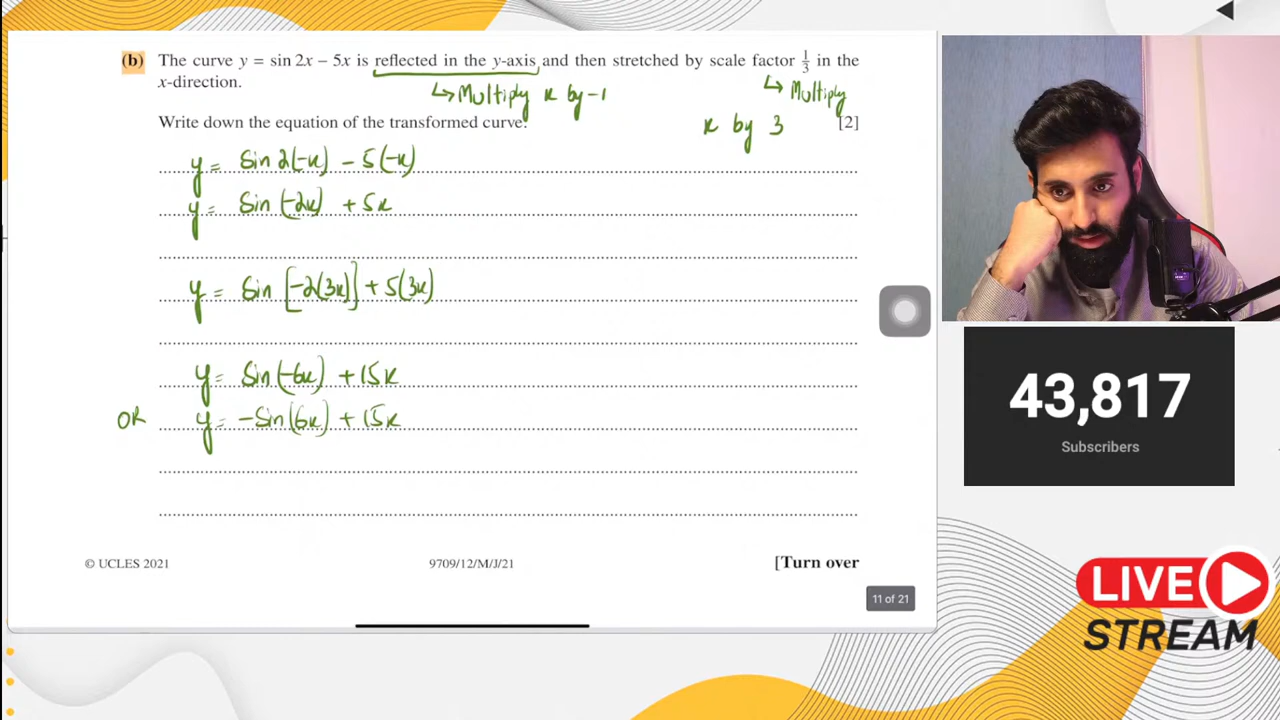 (b) The curve y = sin 2x − 5x is reflected in the y-axis and then stretched by scale factor 1/3 in the
x-direction.
↳ Multiply x by -1
↳ Multiply
x by 3
Write down the equation of the transformed curve. [2]
y = Sin 2(-x) - 5(-x)
y = Sin (-2x) + 5x
y = Sin [-2(3x)] + 5(3x)
y = Sin(-6x) + 15x
OR y = -Sin(6x) + 15x
© UCLES 2021
9709/12/M/J/21
[Turn over
11 of 21
43,817
Subscribers
LIVE
STREAM